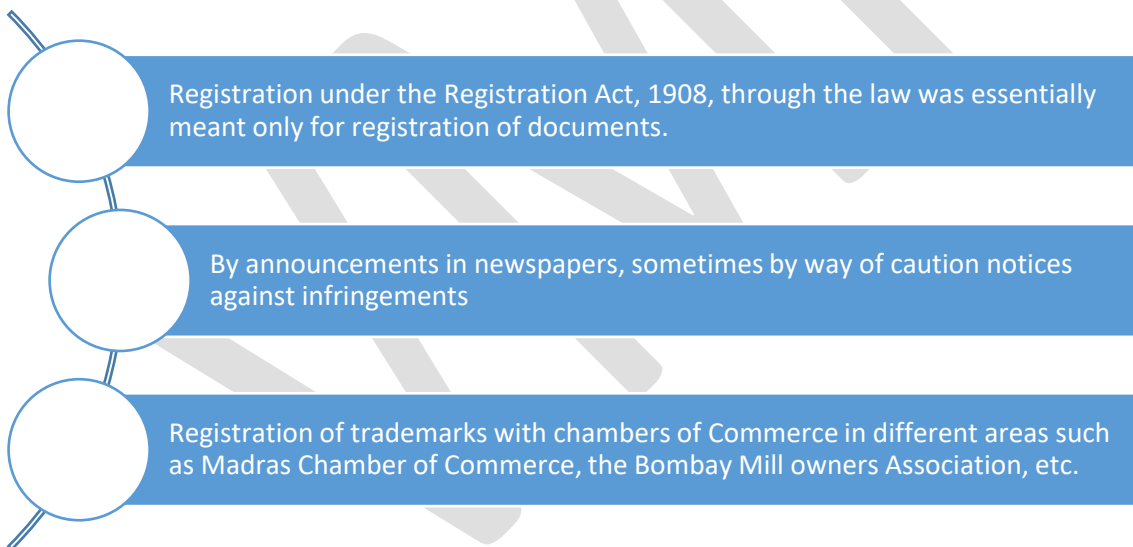 Registration under the Registration Act, 1908, through the law was essentially
meant only for registration of documents.
By announcements in newspapers, sometimes by way of caution notices
against infringements
Registration of trademarks with chambers of Commerce in different areas such
as Madras Chamber of Commerce, the Bombay Mill owners Association, etc.